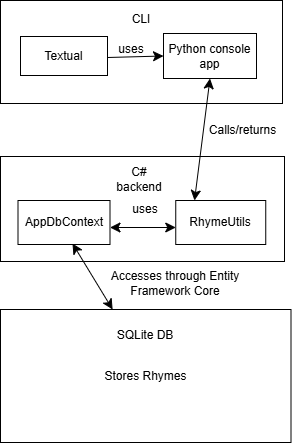 CLI
Textual
uses
Python console
app
Calls/returns
C#
backend
AppDbContext
uses
RhymeUtils
Accesses through Entity
Framework Core
SQLite DB
Stores Rhymes